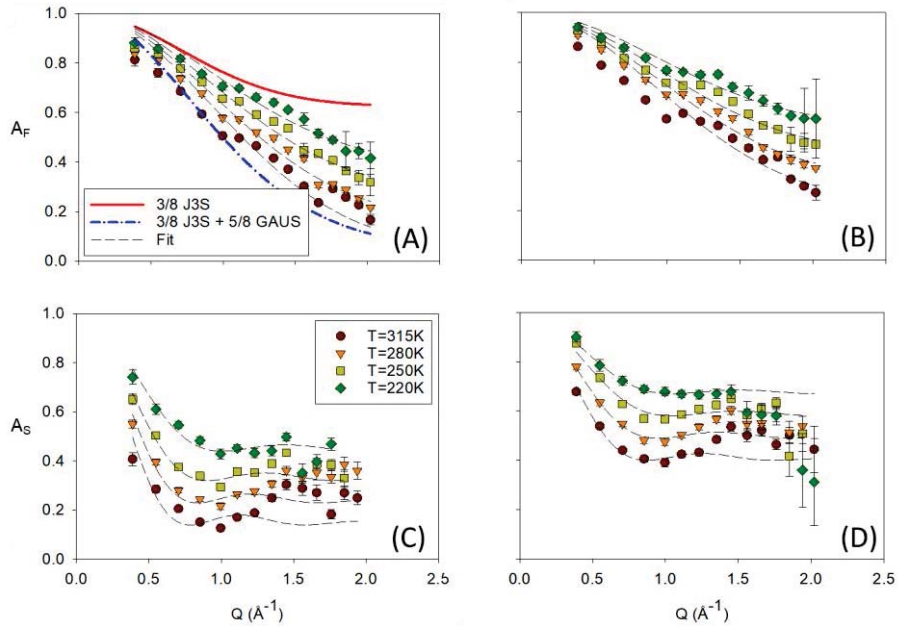 1.0
0.8
0.6
0.4
0.2
0.0
A_F
3/8 J3S
3/8 J3S + 5/8 GAUS
Fit
(A)
(B)
1.0
0.8
0.6
0.4
0.2
0.0
A_S
T=315K
T=280K
T=250K
T=220K
(C)
(D)
0.0 0.5 1.0 1.5 2.0 2.5
0.0 0.5 1.0 1.5 2.0 2.5
Q (Å⁻¹)
Q (Å⁻¹)